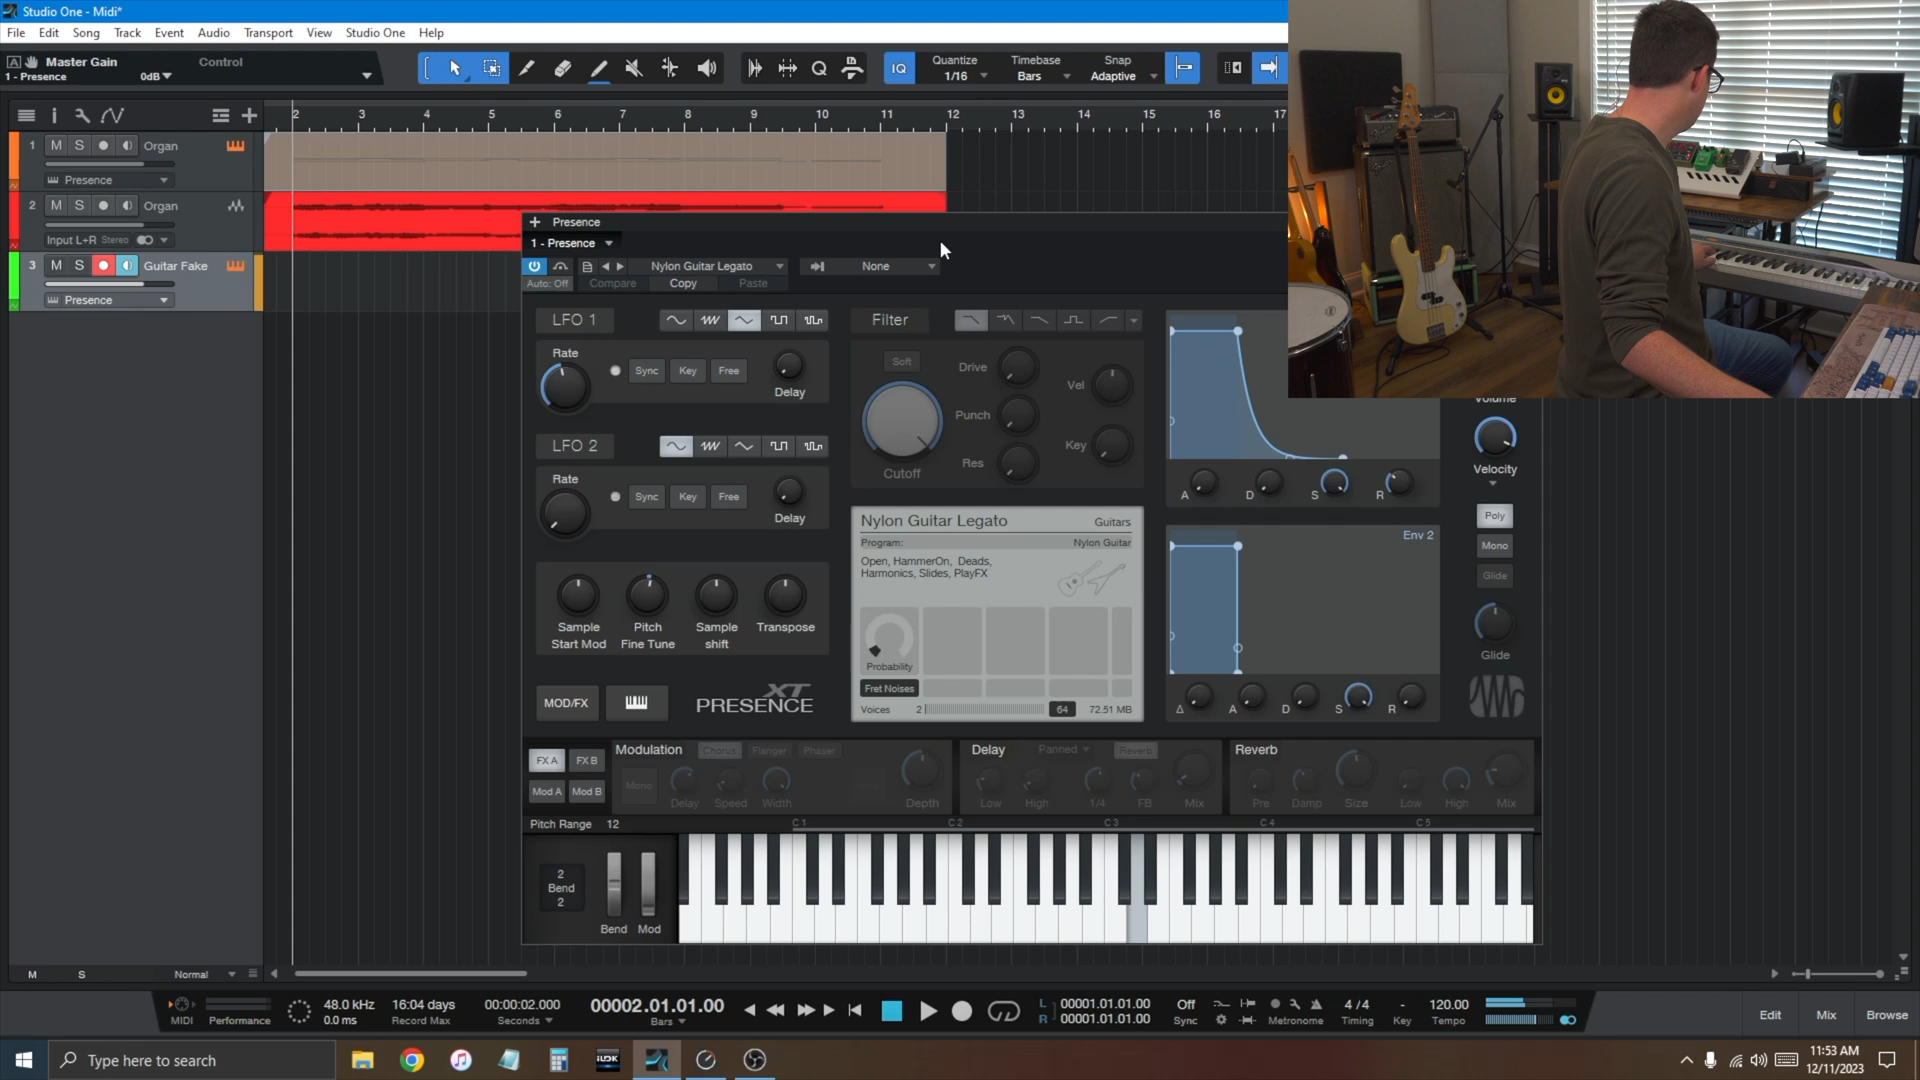 Studio One - Midi*
File Edit Song Track Event Audio Transport View Studio One Help
Master Gain
Control
1 - Presence 0dB
IQ
Quantize
1/16
Timebase
Bars
Snap
Adaptive
2 3 4 5 6 7 8 9 10 11 12 13 14 15 16 17
1 M S Organ
Presence
2 M S Organ
Input L+R Stereo
3 M S Guitar Fake
Presence
Presence
1 - Presence
Nylon Guitar Legato
None
Auto: Off Compare Copy Paste
LFO 1
Rate
Sync Key Free
Delay
LFO 2
Rate
Sync Key Free
Delay
Sample
Start Mod
Pitch
Fine Tune
Sample
shift
Transpose
MOD/FX
XT
PRESENCE
Filter
Soft
Cutoff
Drive
Punch
Res
Vel
Key
Nylon Guitar Legato Guitars
Program: Nylon Guitar
Open, HammerOn, Deads,
Harmonics, Slides, PlayFX
Probability
Fret Noises
Voices 2 64 72.51 MB
A D S R
Env 2
A D S R
Volume
Velocity
Poly
Mono
Glide
Glide
FX A FX B
Mod A Mod B
Modulation Chorus Flanger Phaser
Mono Delay Speed Width Depth
Delay Panned Reverb
Low High 1/4 FB Mix
Reverb
Pre Damp Size Low High Mix
Pitch Range 12
C 1 C 2 C 3 C 4 C 5
2
Bend
2
Bend Mod
M S Normal
MIDI Performance
48.0 kHz
0.0 ms
16:04 days
Record Max
00:00:02.000
Seconds
00002.01.01.00
Bars
L 00001.01.01.00
R 00001.01.01.00
Off
Sync
Metronome
4 / 4
Timing
-
Key
120.00
Tempo
Edit Mix Browse
Type here to search
11:53 AM
12/11/2023